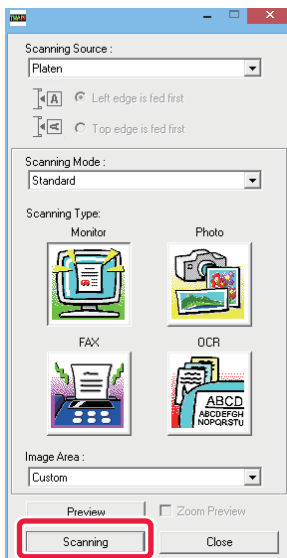 TWAIN
Scanning Source :
Platen
A Left edge is fed first
A Top edge is fed first
Scanning Mode :
Standard
Scanning Type:
Monitor Photo
FAX OCR
ABCD
ABCDEFGH
NOPQRSTU
Image Area :
Custom
Preview Zoom Preview
Scanning Close